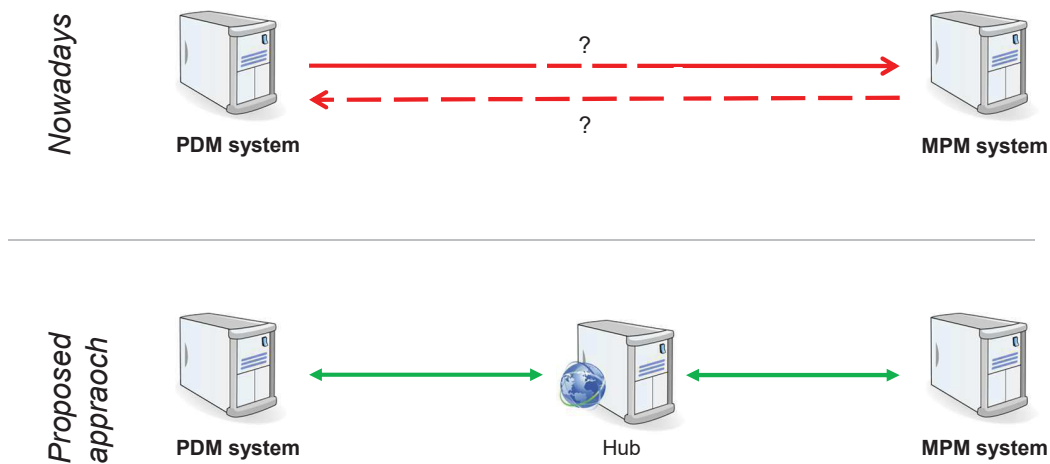 Nowadays
?
?
PDM system
MPM system
Proposed
appraoch
PDM system
Hub
MPM system